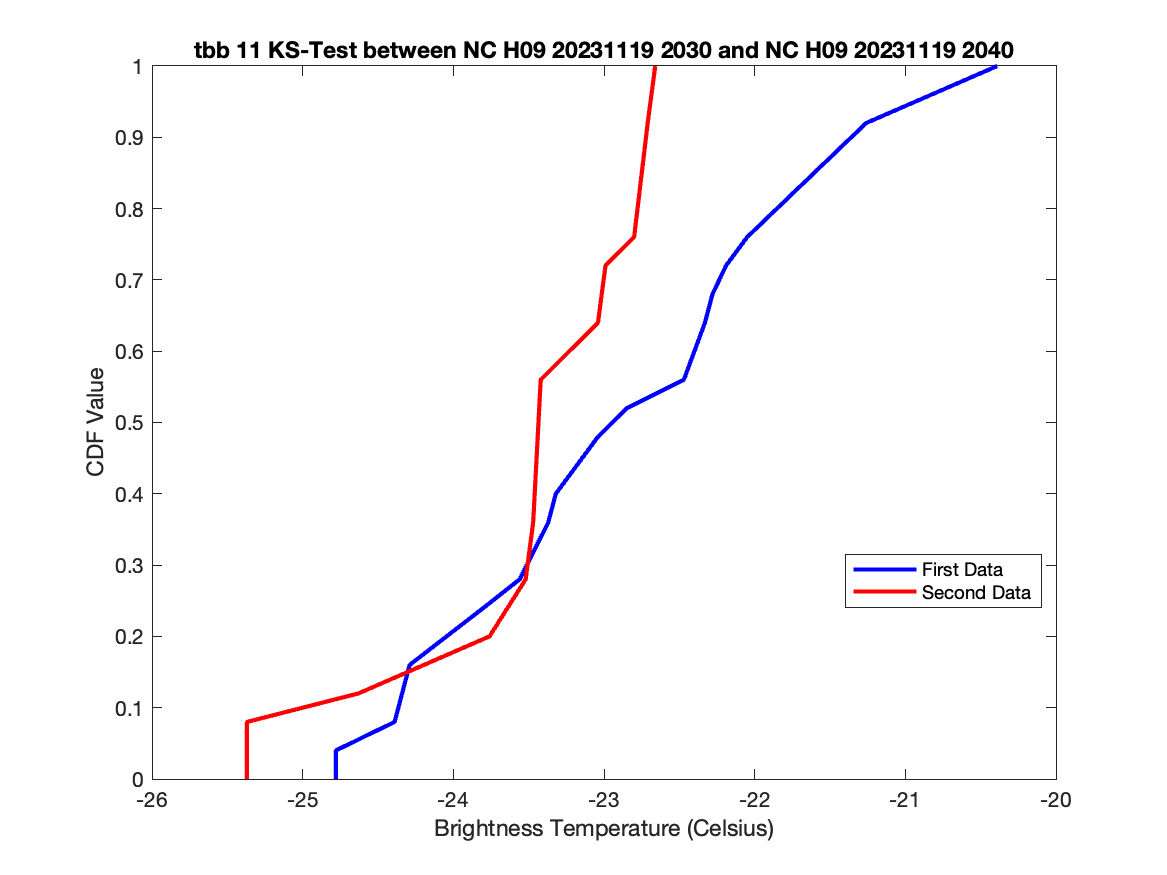 tbb 11 KS-Test between NC H09 20231119 2030 and NC H09 20231119 2040
1
0.9
0.8
0.7
0.6
0.5
0.4
0.3
0.2
0.1
0
CDF Value
First Data
Second Data
-26 -25 -24 -23 -22 -21 -20
Brightness Temperature (Celsius)